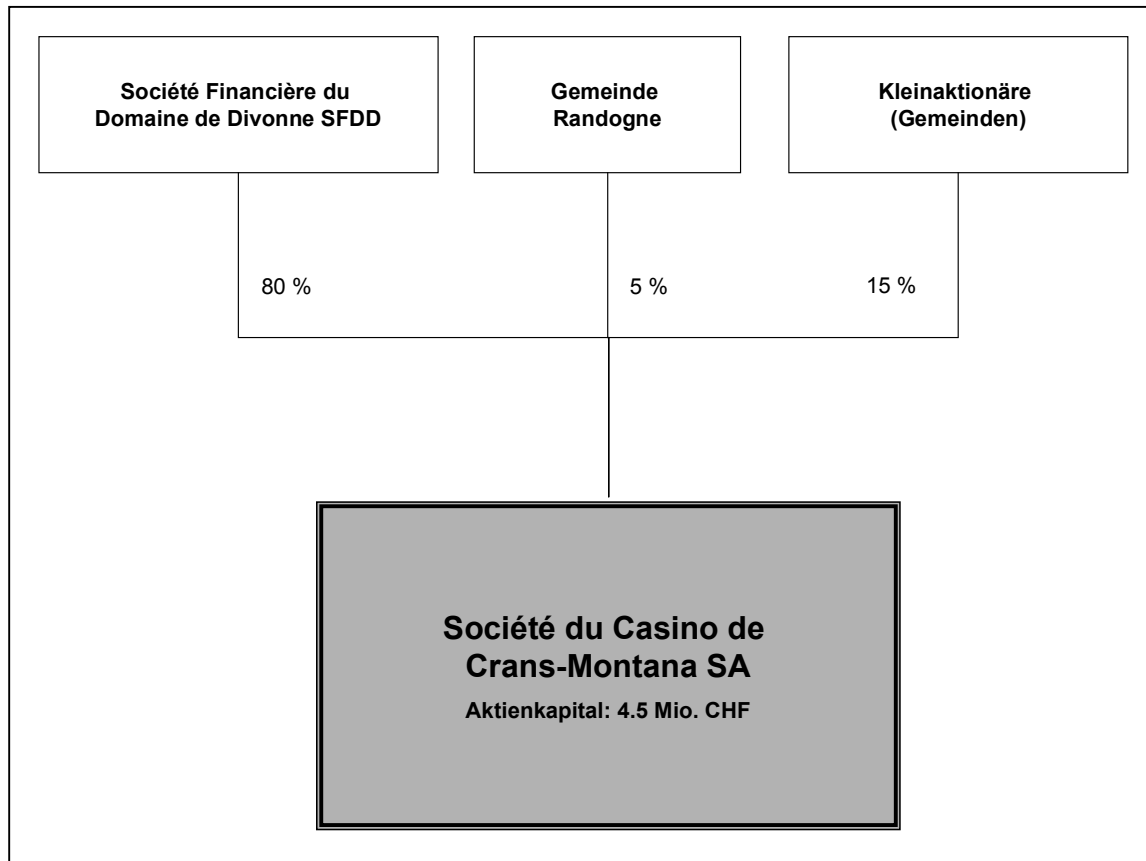 Société Financière du
Domaine de Divonne SFDD
Gemeinde
Randogne
Kleinaktionäre
(Gemeinden)
80 %
5 %
15 %
Société du Casino de
Crans-Montana SA
Aktienkapital: 4.5 Mio. CHF